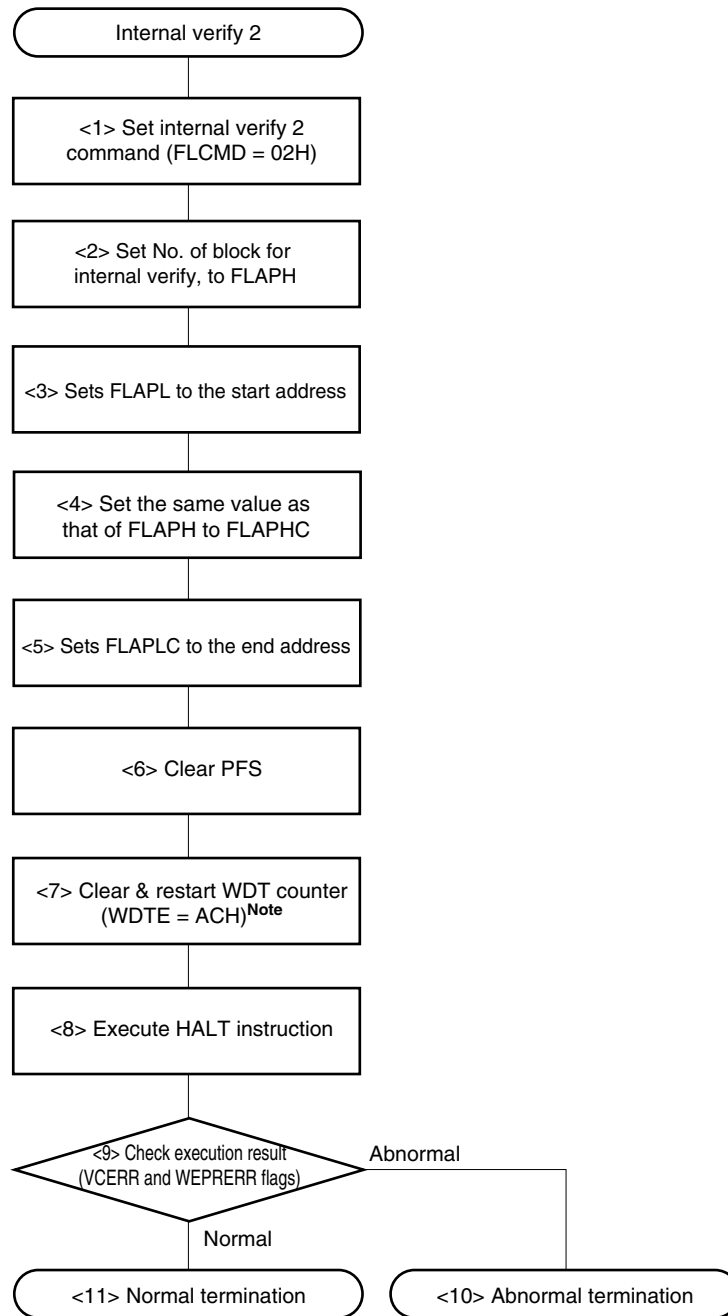 Internal verify 2
<1> Set internal verify 2
command (FLCMD = 02H)
<2> Set No. of block for
internal verify, to FLAPH
<3> Sets FLAPL to the start address
<4> Set the same value as
that of FLAPH to FLAPHC
<5> Sets FLAPLC to the end address
<6> Clear PFS
<7> Clear & restart WDT counter
(WDTE = ACH)Note
<8> Execute HALT instruction
<9> Check execution result
(VCERR and WEPRERR flags)
Abnormal
Normal
<11> Normal termination
<10> Abnormal termination